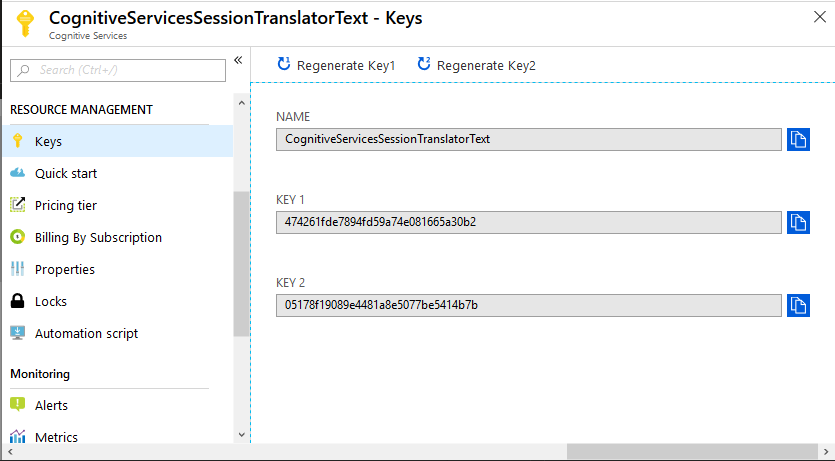 CognitiveServicesSessionTranslatorText - Keys
Cognitive Services
Search (Ctrl+/)
RESOURCE MANAGEMENT
Keys
Quick start
Pricing tier
Billing By Subscription
Properties
Locks
Automation script
Monitoring
Alerts
Metrics
Regenerate Key1
Regenerate Key2
NAME
CognitiveServicesSessionTranslatorText
KEY 1
474261fde7894fd59a74e081665a30b2
KEY 2
05178f19089e4481a8e5077be5414b7b